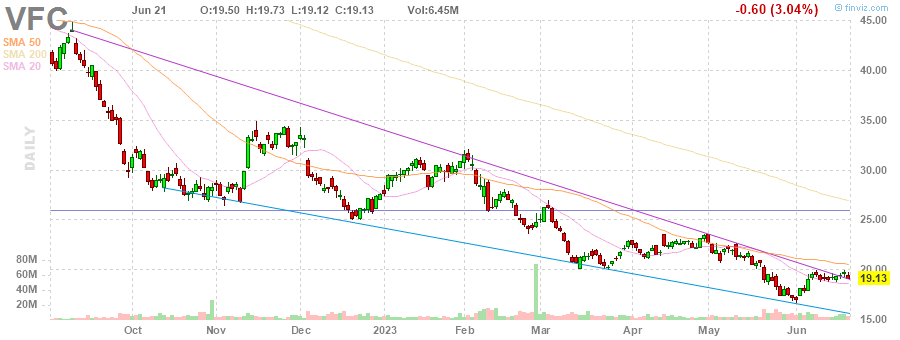 VFC
Jun 21 O:19.50 H:19.73 L:19.12 C:19.13 Vol:6.45M -0.60 (3.04%) © finviz.com
SMA 50
SMA 200
SMA 20
DAILY
45.00
40.00
35.00
30.00
25.00
20.00
19.13
15.00
80M
60M
40M
20M
Oct Nov Dec 2023 Feb Mar Apr May Jun